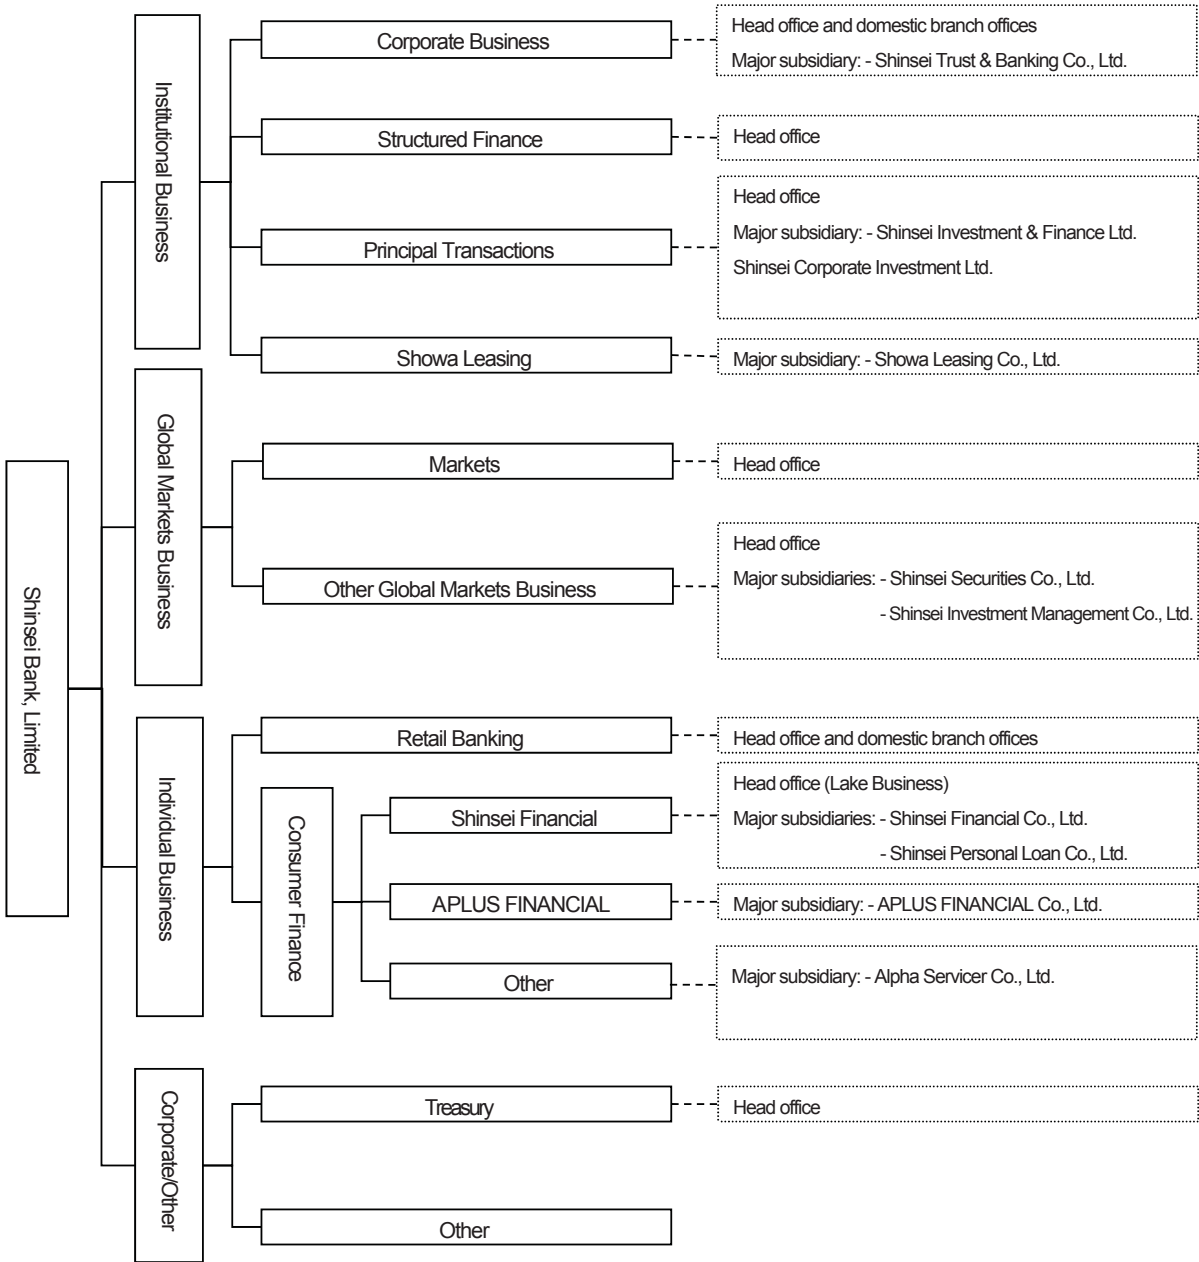 Shinsei Bank, Limited
Institutional Business
Corporate Business
Head office and domestic branch offices
Major subsidiary: - Shinsei Trust & Banking Co., Ltd.
Structured Finance
Head office
Principal Transactions
Head office
Major subsidiary: - Shinsei Investment & Finance Ltd.
Shinsei Corporate Investment Ltd.
Showa Leasing
Major subsidiary: - Showa Leasing Co., Ltd.
Global Markets Business
Markets
Head office
Other Global Markets Business
Head office
Major subsidiaries: - Shinsei Securities Co., Ltd.
- Shinsei Investment Management Co., Ltd.
Individual Business
Retail Banking
Head office and domestic branch offices
Consumer Finance
Shinsei Financial
Head office (Lake Business)
Major subsidiaries: - Shinsei Financial Co., Ltd.
- Shinsei Personal Loan Co., Ltd.
APLUS FINANCIAL
Major subsidiary: - APLUS FINANCIAL Co., Ltd.
Other
Major subsidiary: - Alpha Servicer Co., Ltd.
Corporate/Other
Treasury
Head office
Other